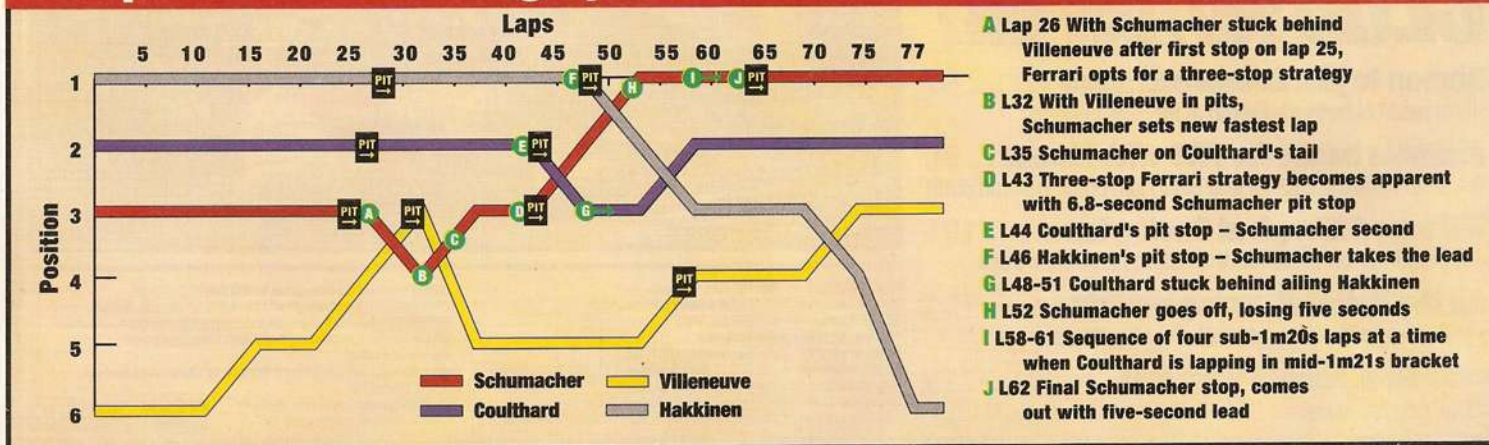 Laps
5 10 15 20 25 30 35 40 45 50 55 60 65 70 75 77
Position
1
2
3
4
5
6
PIT
PIT
PIT
PIT
PIT
PIT
PIT
PIT
PIT
A
B
C
D
E
F
G
H
I
J
Schumacher
Coulthard
Villeneuve
Hakkinen
A Lap 26 With Schumacher stuck behind
Villeneuve after first stop on lap 25,
Ferrari opts for a three-stop strategy
B L32 With Villeneuve in pits,
Schumacher sets new fastest lap
C L35 Schumacher on Coulthard's tail
D L43 Three-stop Ferrari strategy becomes apparent
with 6.8-second Schumacher pit stop
E L44 Coulthard's pit stop – Schumacher second
F L46 Hakkinen's pit stop – Schumacher takes the lead
G L48-51 Coulthard stuck behind ailing Hakkinen
H L52 Schumacher goes off, losing five seconds
I L58-61 Sequence of four sub-1m20s laps at a time
when Coulthard is lapping in mid-1m21s bracket
J L62 Final Schumacher stop, comes
out with five-second lead